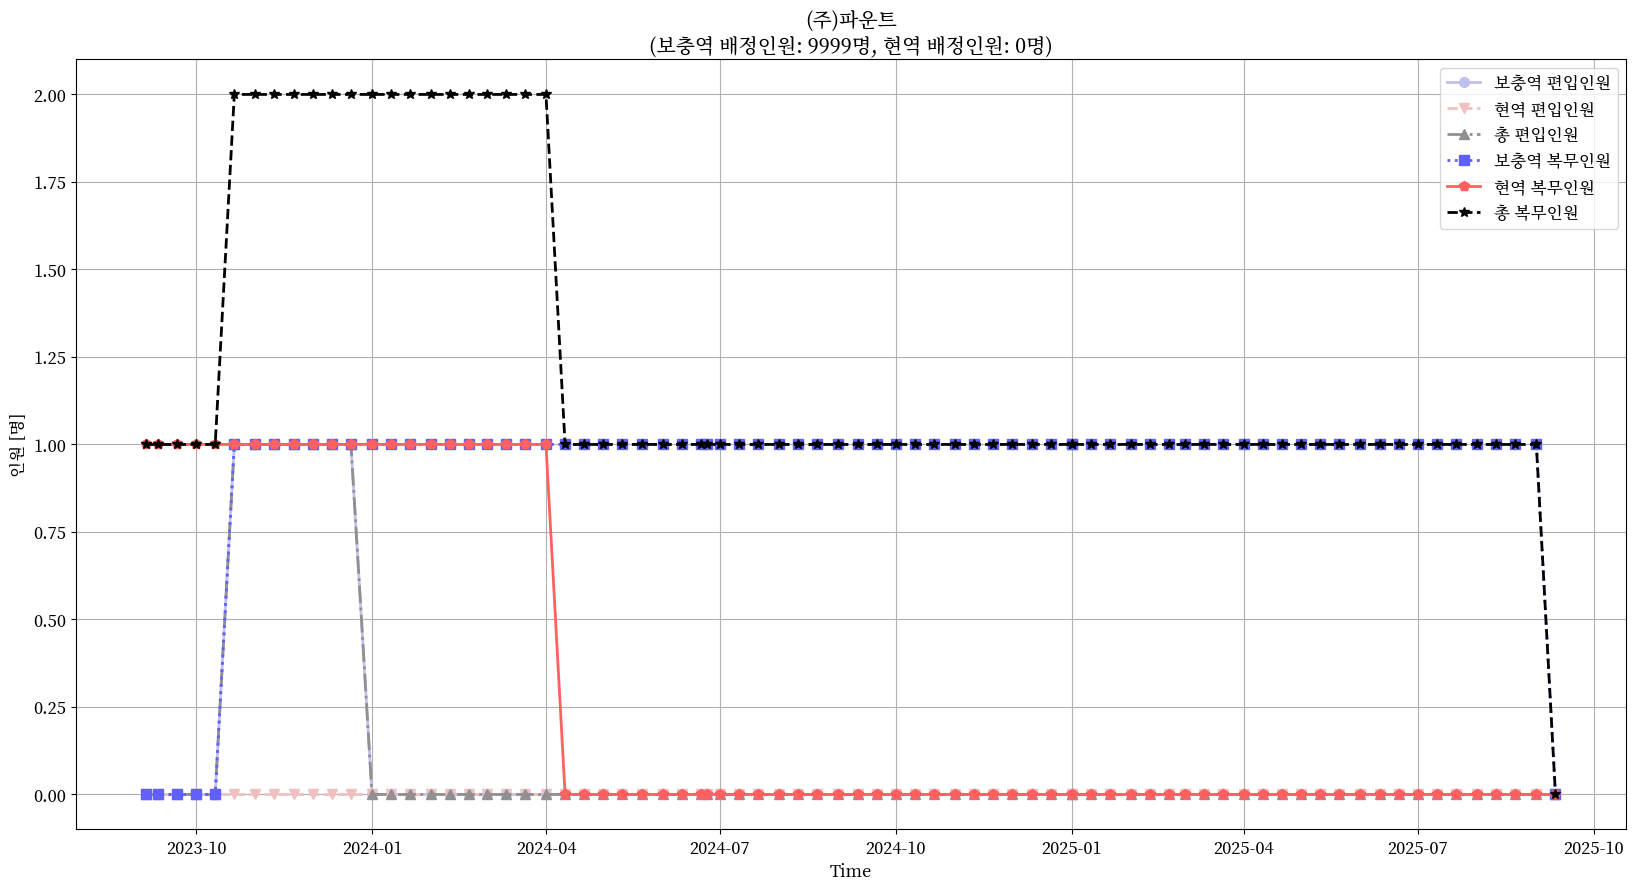 (주)파운트
(보충역 배정인원: 9999명, 현역 배정인원: 0명)
보충역 편입인원
현역 편입인원
총 편입인원
보충역 복무인원
현역 복무인원
총 복무인원
인원 [명]
2.00
1.75
1.50
1.25
1.00
0.75
0.50
0.25
0.00
2023-10
2024-01
2024-04
2024-07
2024-10
2025-01
2025-04
2025-07
2025-10
Time